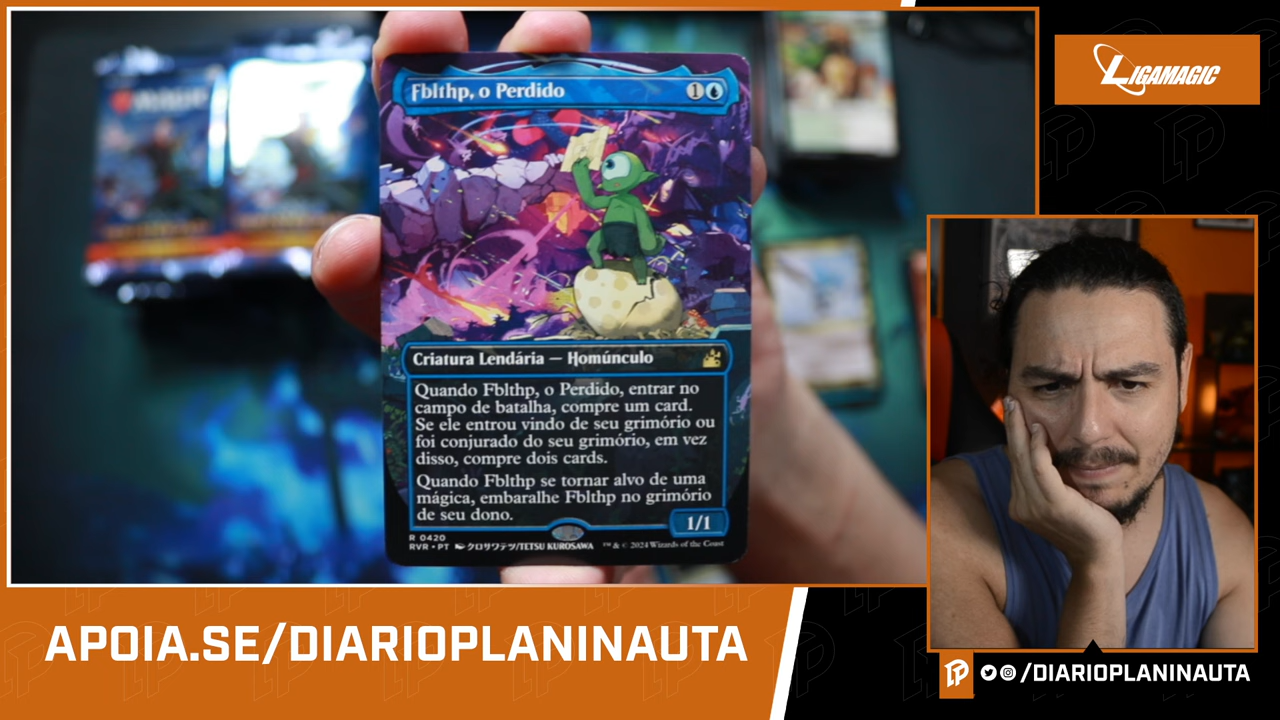 LIGAMAGIC
Fblthp, o Perdido
1
Criatura Lendária — Homúnculo
Quando Fblthp, o Perdido, entrar no
campo de batalha, compre um card.
Se ele entrou vindo de seu grimório ou
foi conjurado do seu grimório, em vez
disso, compre dois cards.
Quando Fblthp se tornar alvo de uma
mágica, embaralhe Fblthp no grimório
de seu dono.
1/1
R 0420
RVR • PT クロサワテツ/TETSU KUROSAWA ™ & © 2024 Wizards of the Coast
APOIA.SE/DIARIOPLANINAUTA
/DIARIOPLANINAUTA